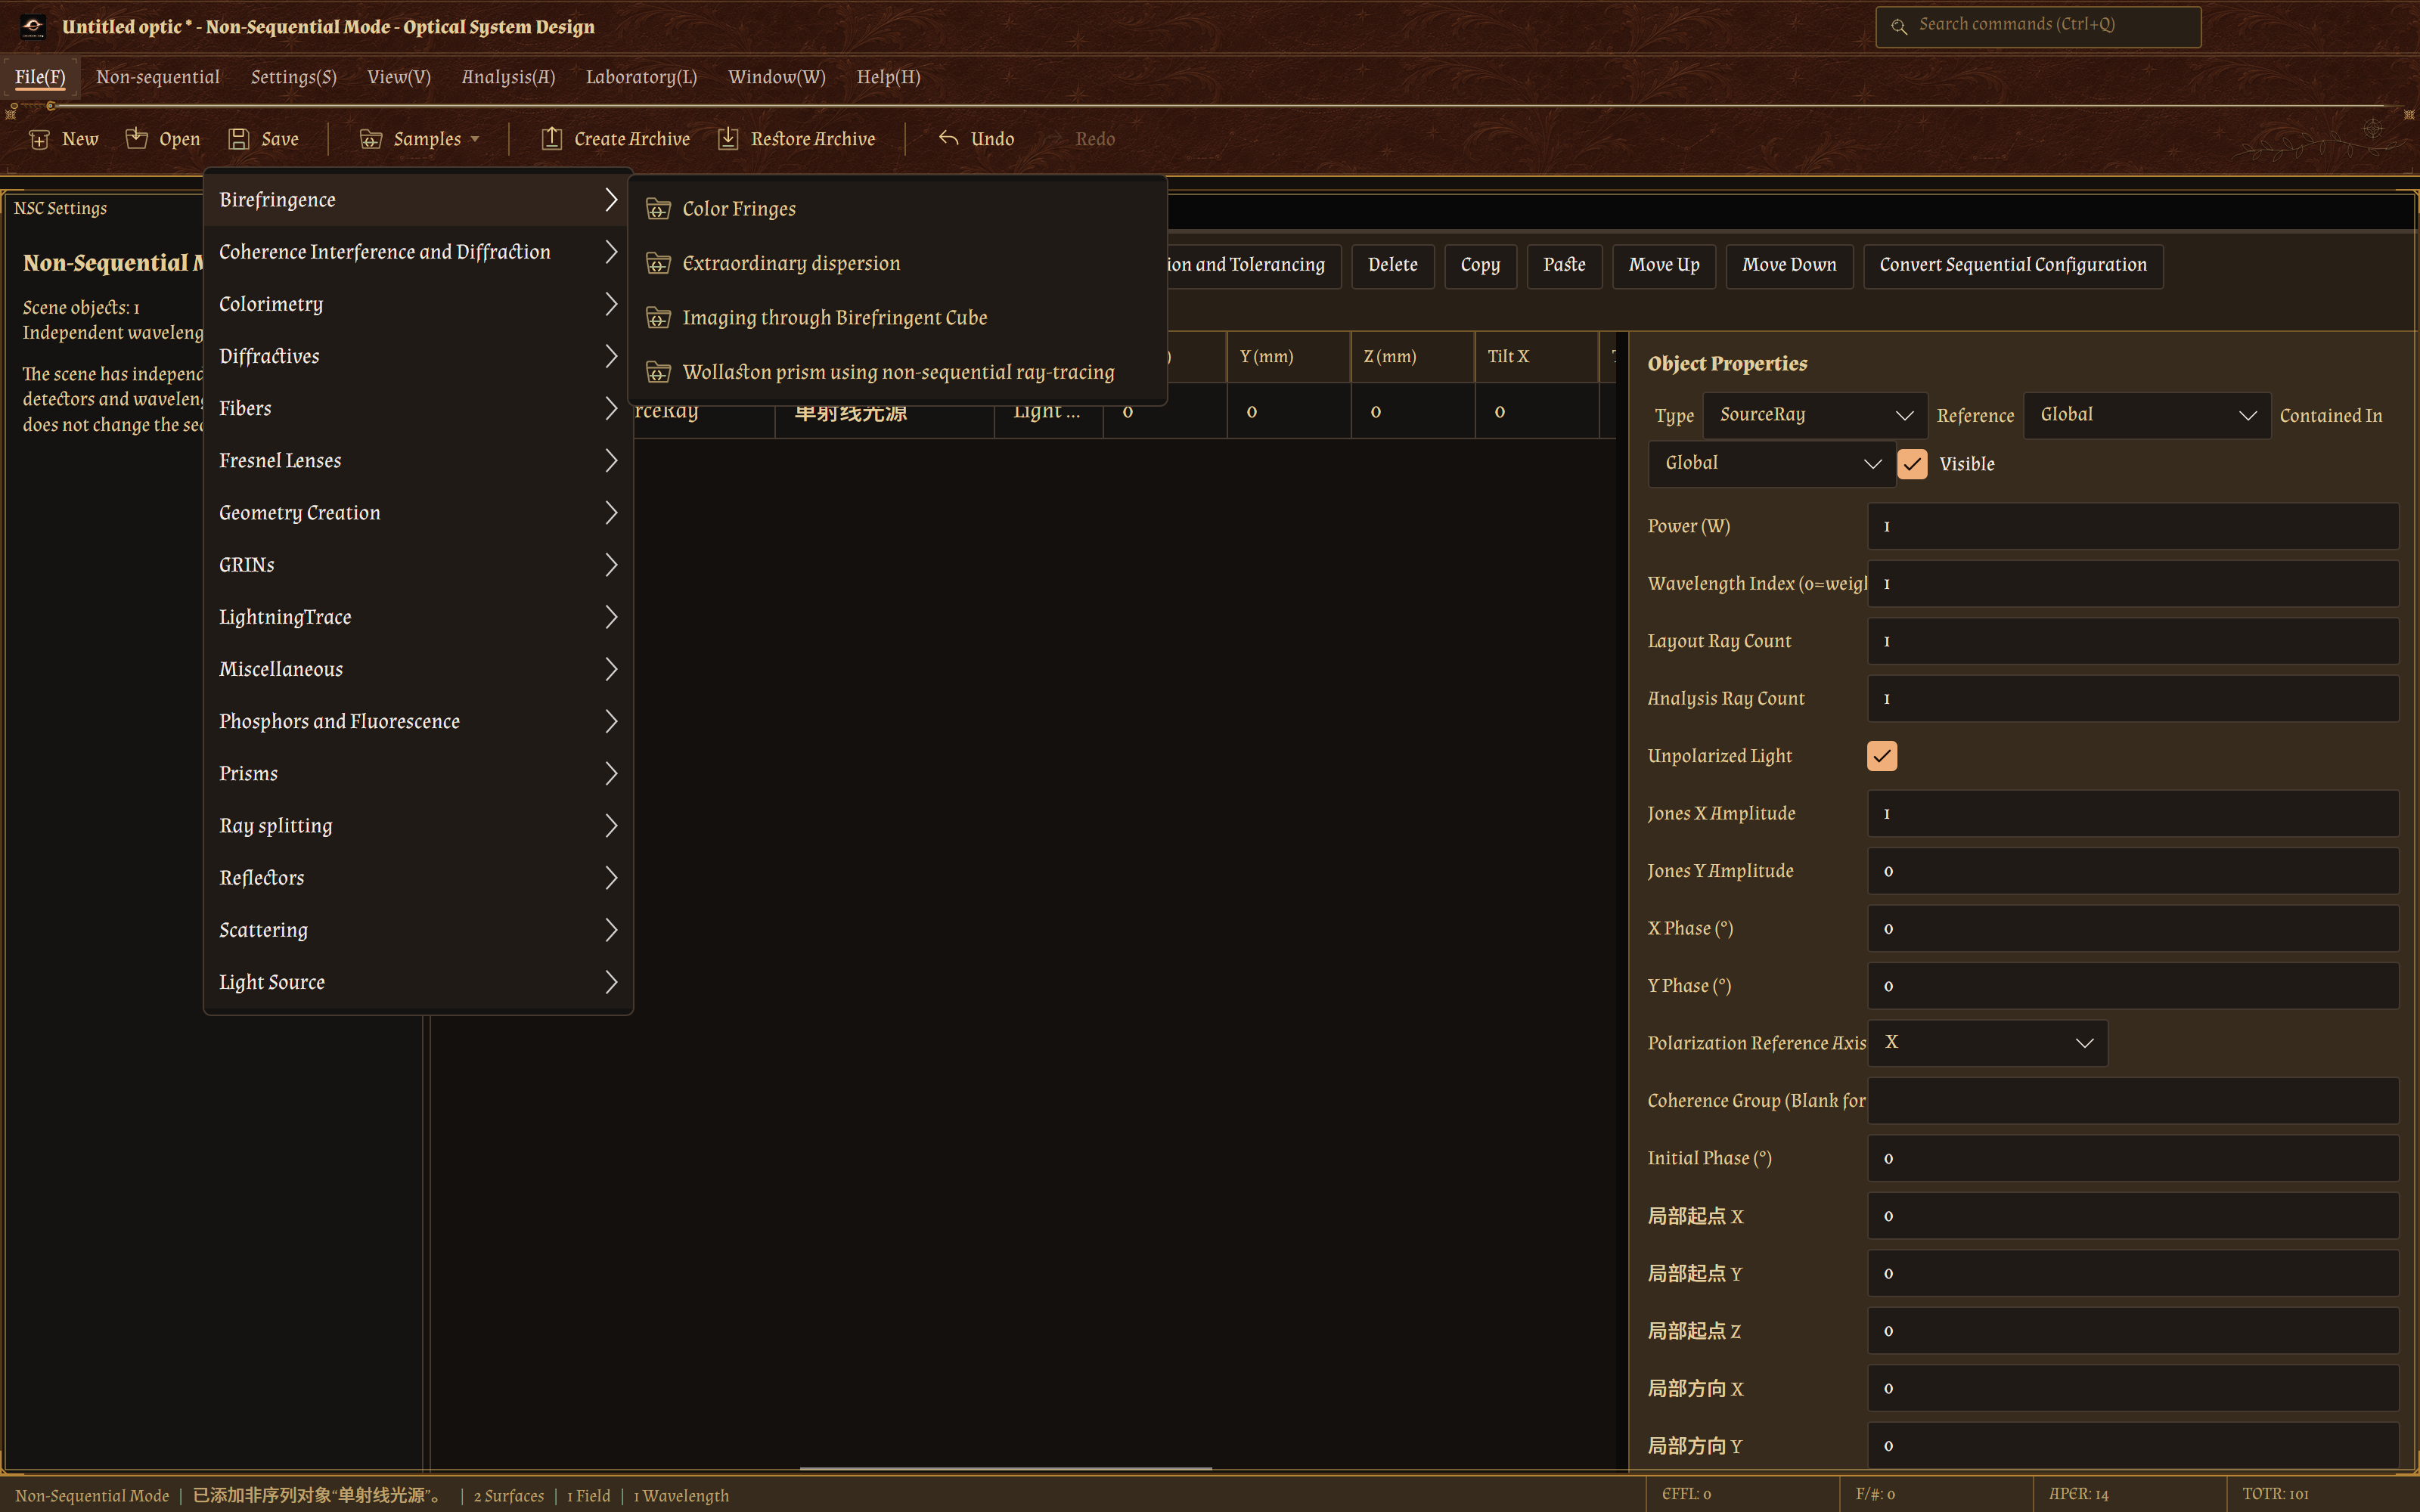 Untitled optic * - Non-Sequential Mode - Optical System Design
Search commands (Ctrl+Q)
File(F) Non-sequential Settings(S) View(V) Analysis(A) Laboratory(L) Window(W) Help(H)
New Open Save Samples Create Archive Restore Archive Undo Redo
NSC Settings
Non-Sequential M
Scene objects: 1
Independent waveleng
The scene has independ
detectors and waveleng
does not change the seq
Birefringence
Coherence Interference and Diffraction
Colorimetry
Diffractives
Fibers
Fresnel Lenses
Geometry Creation
GRINs
LightningTrace
Miscellaneous
Phosphors and Fluorescence
Prisms
Ray splitting
Reflectors
Scattering
Light Source
Color Fringes
Extraordinary dispersion
Imaging through Birefringent Cube
Wollaston prism using non-sequential ray-tracing
ion and Tolerancing Delete Copy Paste Move Up Move Down Convert Sequential Configuration
) Y (mm) Z (mm) Tilt X
rceRay 单射线光源 Light ... 0 0 0 0
Object Properties
Type SourceRay Reference Global Contained In
Global Visible
Power (W) 1
Wavelength Index (0=weigl 1
Layout Ray Count 1
Analysis Ray Count 1
Unpolarized Light
Jones X Amplitude 1
Jones Y Amplitude 0
X Phase (°) 0
Y Phase (°) 0
Polarization Reference Axis X
Coherence Group (Blank for
Initial Phase (°) 0
局部起点 X 0
局部起点 Y 0
局部起点 Z 0
局部方向 X 0
局部方向 Y 0
Non-Sequential Mode | 已添加非序列对象“单射线光源”。 | 2 Surfaces | 1 Field | 1 Wavelength
EFFL: 0 F/#: 0 APER: 14 TOTR: 101